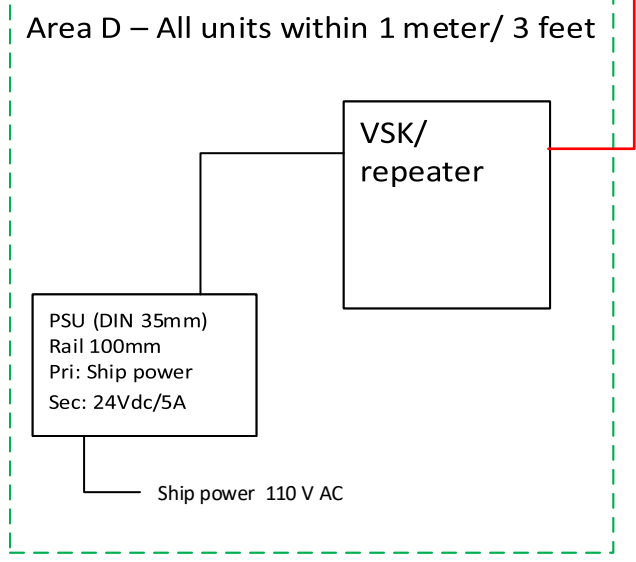 Area D – All units within 1 meter/ 3 feet
VSK/
repeater
PSU (DIN 35mm)
Rail 100mm
Pri: Ship power
Sec: 24Vdc/5A
Ship power  110 V AC